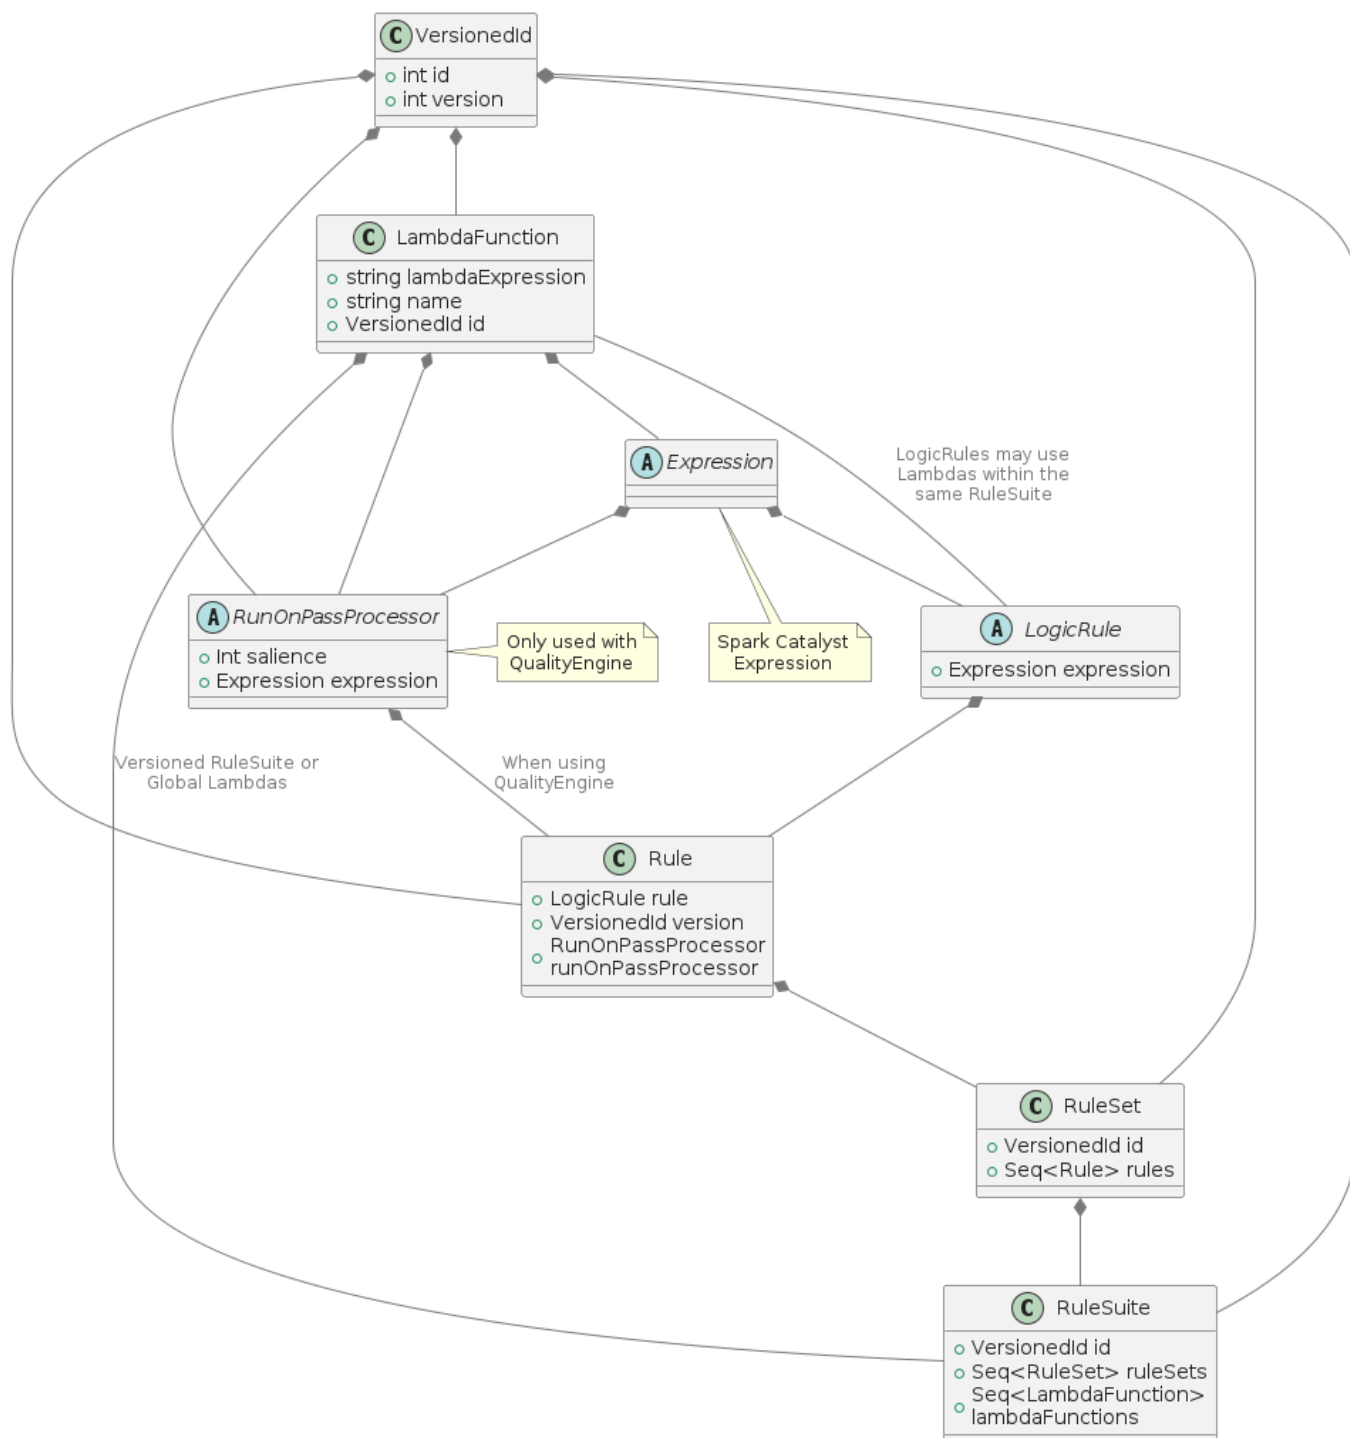 C VersionedId
int id
int version
C LambdaFunction
string lambdaExpression
string name
VersionedId id
A Expression
LogicRules may use
Lambdas within the
same RuleSuite
A RunOnPassProcessor
Int salience
Expression expression
Only used with
QualityEngine
Spark Catalyst
Expression
A LogicRule
Expression expression
Versioned RuleSuite or
Global Lambdas
When using
QualityEngine
C Rule
LogicRule rule
VersionedId version
RunOnPassProcessor
runOnPassProcessor
C RuleSet
VersionedId id
Seq<Rule> rules
C RuleSuite
VersionedId id
Seq<RuleSet> ruleSets
Seq<LambdaFunction>
lambdaFunctions